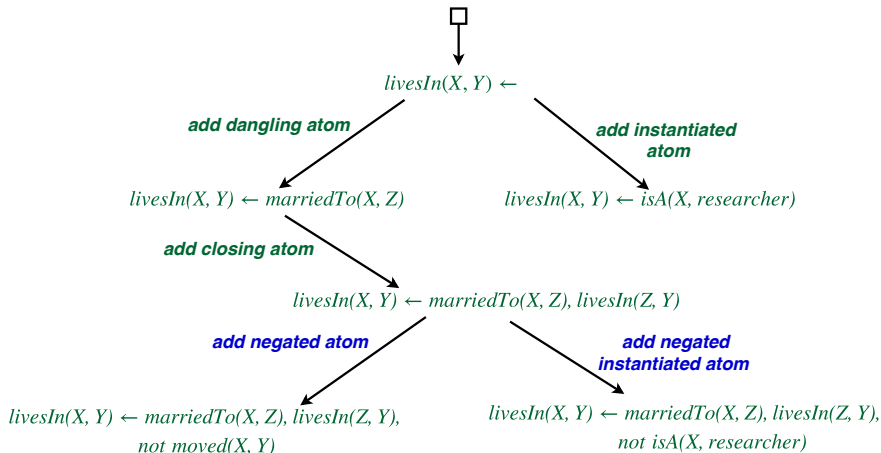 livesIn(X, Y) ←
add dangling atom
add instantiated
atom
livesIn(X, Y) ← marriedTo(X, Z)
livesIn(X, Y) ← isA(X, researcher)
add closing atom
livesIn(X, Y) ← marriedTo(X, Z), livesIn(Z, Y)
add negated atom
add negated
instantiated atom
livesIn(X, Y) ← marriedTo(X, Z), livesIn(Z, Y),
not moved(X, Y)
livesIn(X, Y) ← marriedTo(X, Z), livesIn(Z, Y),
not isA(X, researcher)